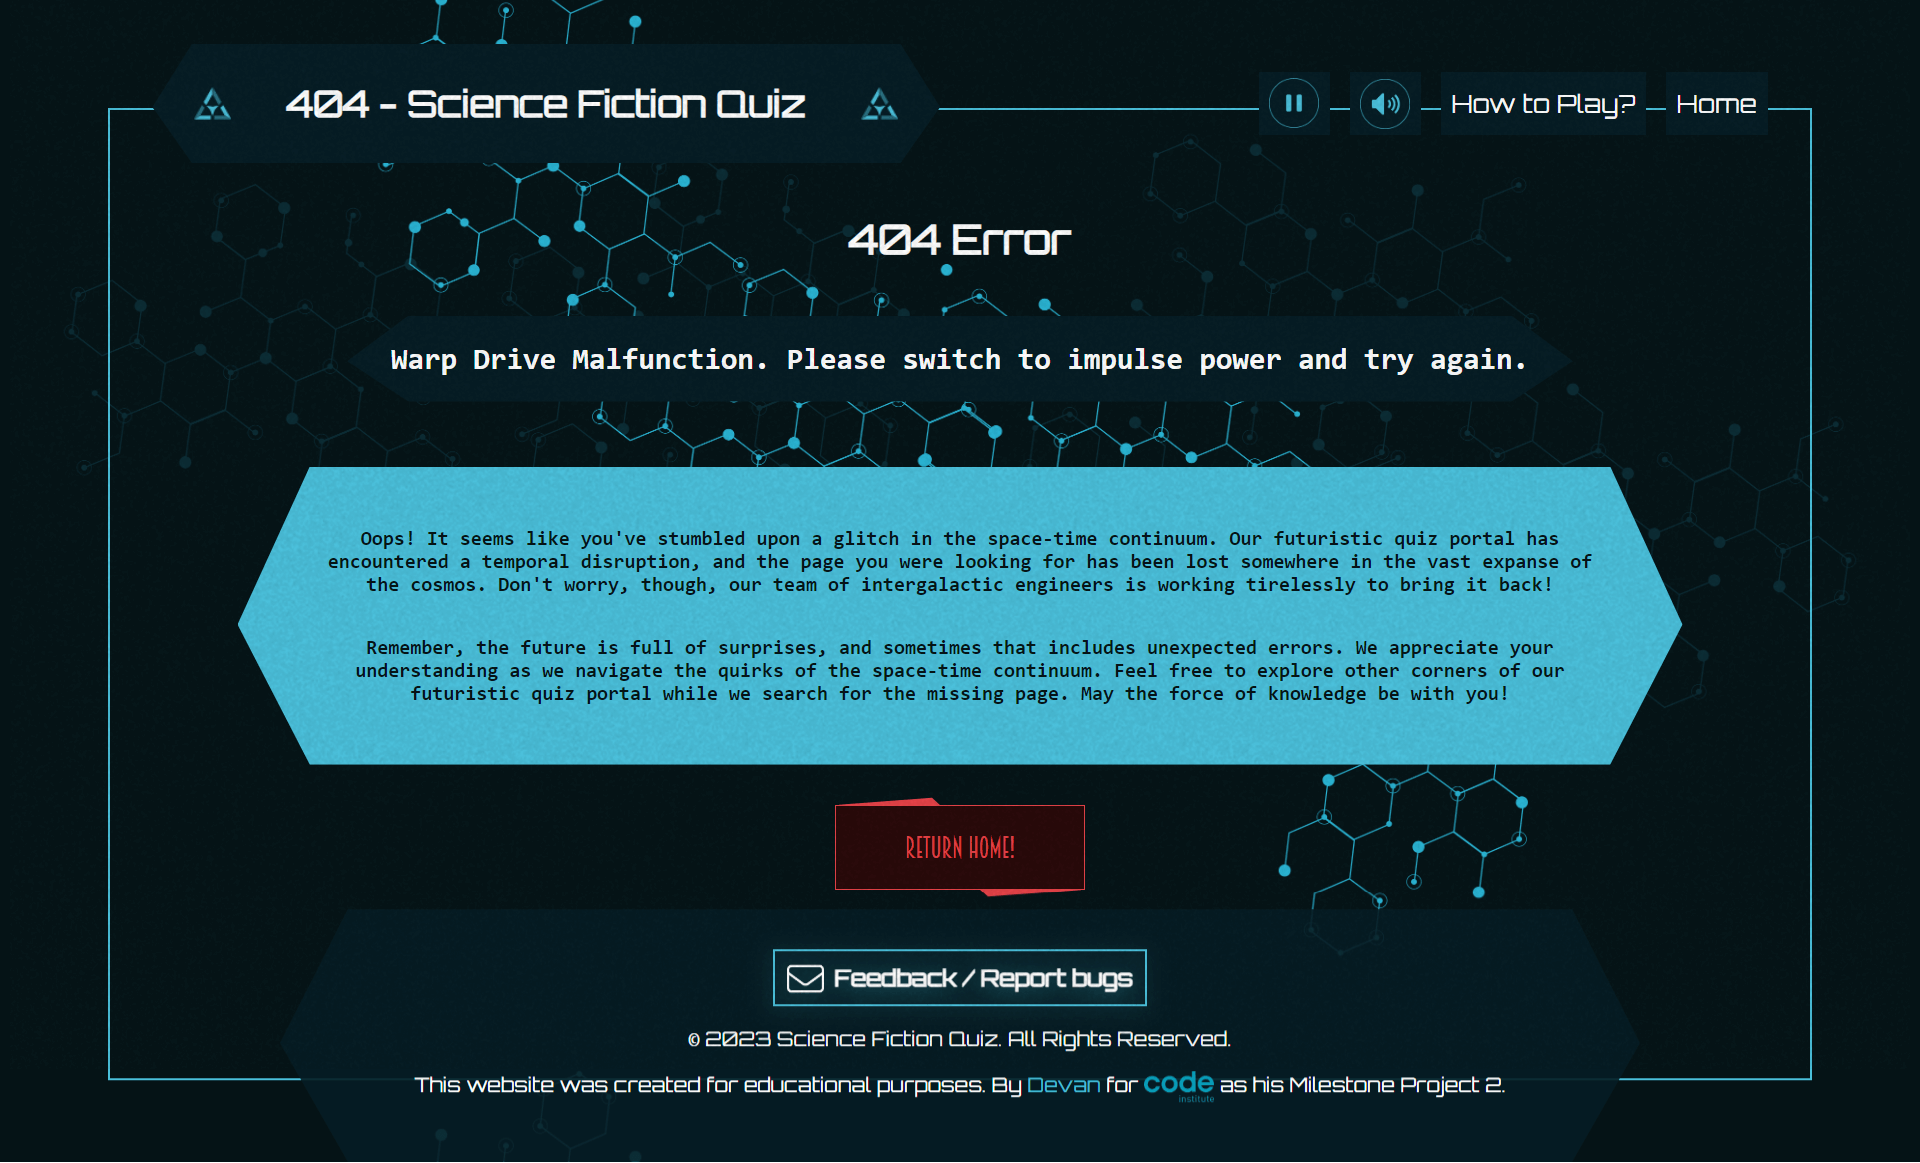 404 - Science Fiction Quiz
How to Play?
Home
404 Error
Warp Drive Malfunction. Please switch to impulse power and try again.
Oops! It seems like you've stumbled upon a glitch in the space-time continuum. Our futuristic quiz portal has
encountered a temporal disruption, and the page you were looking for has been lost somewhere in the vast expanse of
the cosmos. Don't worry, though, our team of intergalactic engineers is working tirelessly to bring it back!
Remember, the future is full of surprises, and sometimes that includes unexpected errors. We appreciate your
understanding as we navigate the quirks of the space-time continuum. Feel free to explore other corners of our
futuristic quiz portal while we search for the missing page. May the force of knowledge be with you!
RETURN HOME!
Feedback / Report bugs
© 2023 Science Fiction Quiz. All Rights Reserved.
This website was created for educational purposes. By Devan for code institute as his Milestone Project 2.